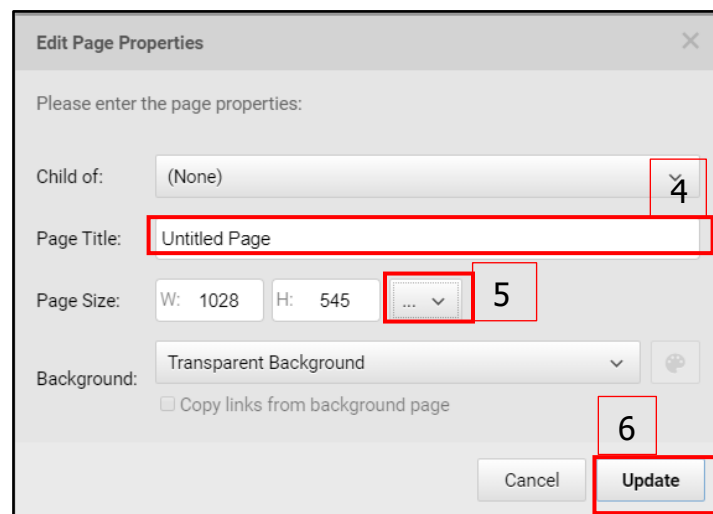 Edit Page Properties
Please enter the page properties:
Child of: (None)
4
Page Title: Untitled Page
Page Size: W: 1028 H: 545 ... 5
Background: Transparent Background
Copy links from background page
6
Cancel Update